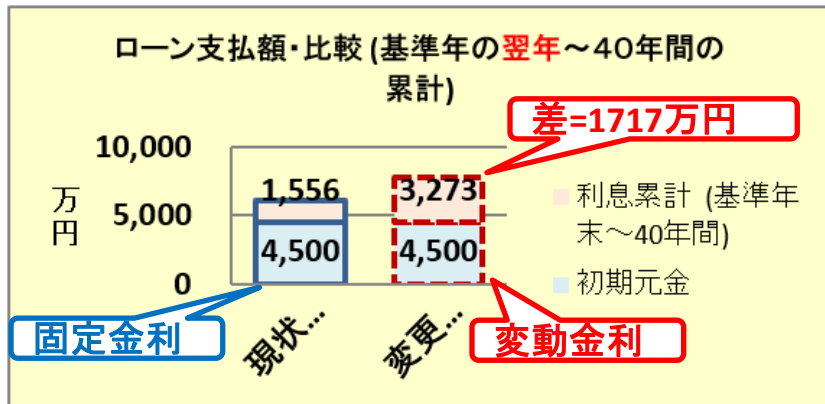 ローン支払額・比較 (基準年の翌年～40年間の
累計)
差=1717万円
10,000
5,000
0
万
円
1,556
3,273
4,500
4,500
利息累計 (基準年
末～40年間)
初期元金
固定金利
現状...
変更...
変動金利